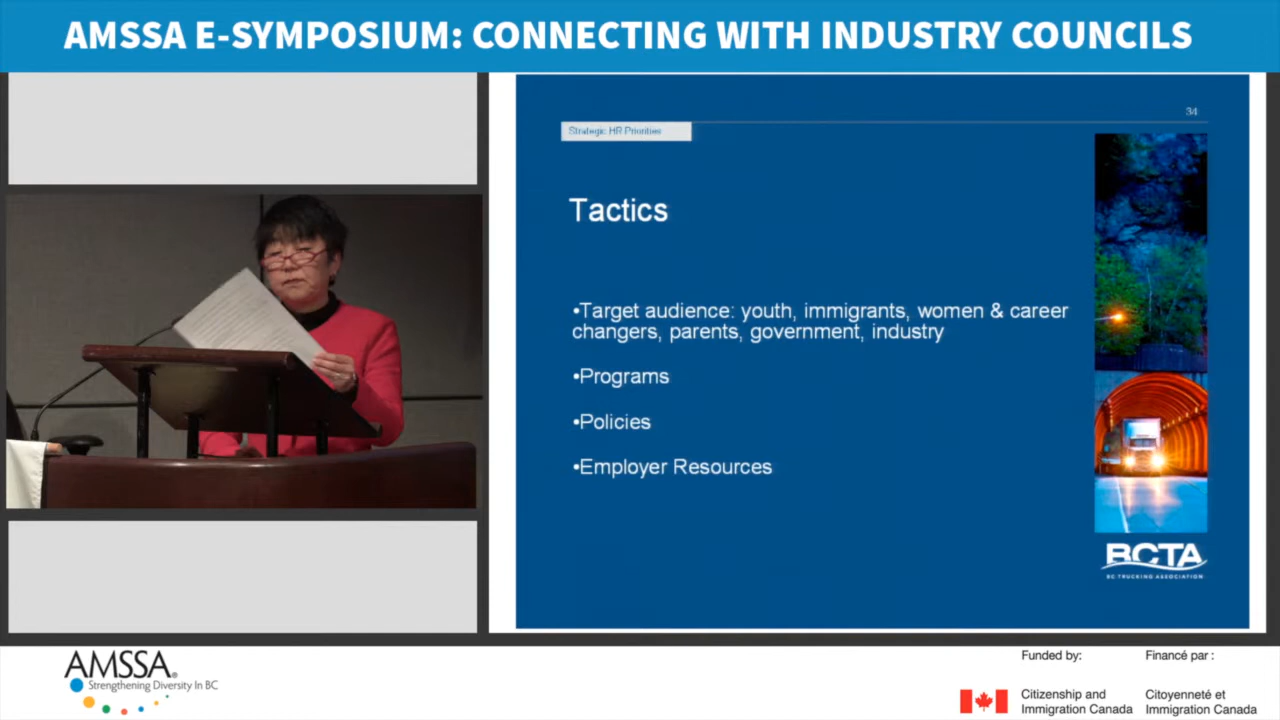 AMSSA E-SYMPOSIUM: CONNECTING WITH INDUSTRY COUNCILS
34
Strategic HR Priorities
Tactics
•Target audience: youth, immigrants, women & career
changers, parents, government, industry
•Programs
•Policies
•Employer Resources
BCTA
BC TRUCKING ASSOCIATION
AMSSA®
Strengthening Diversity In BC
Funded by:
Financé par :
Citizenship and
Immigration Canada
Citoyenneté et
Immigration Canada